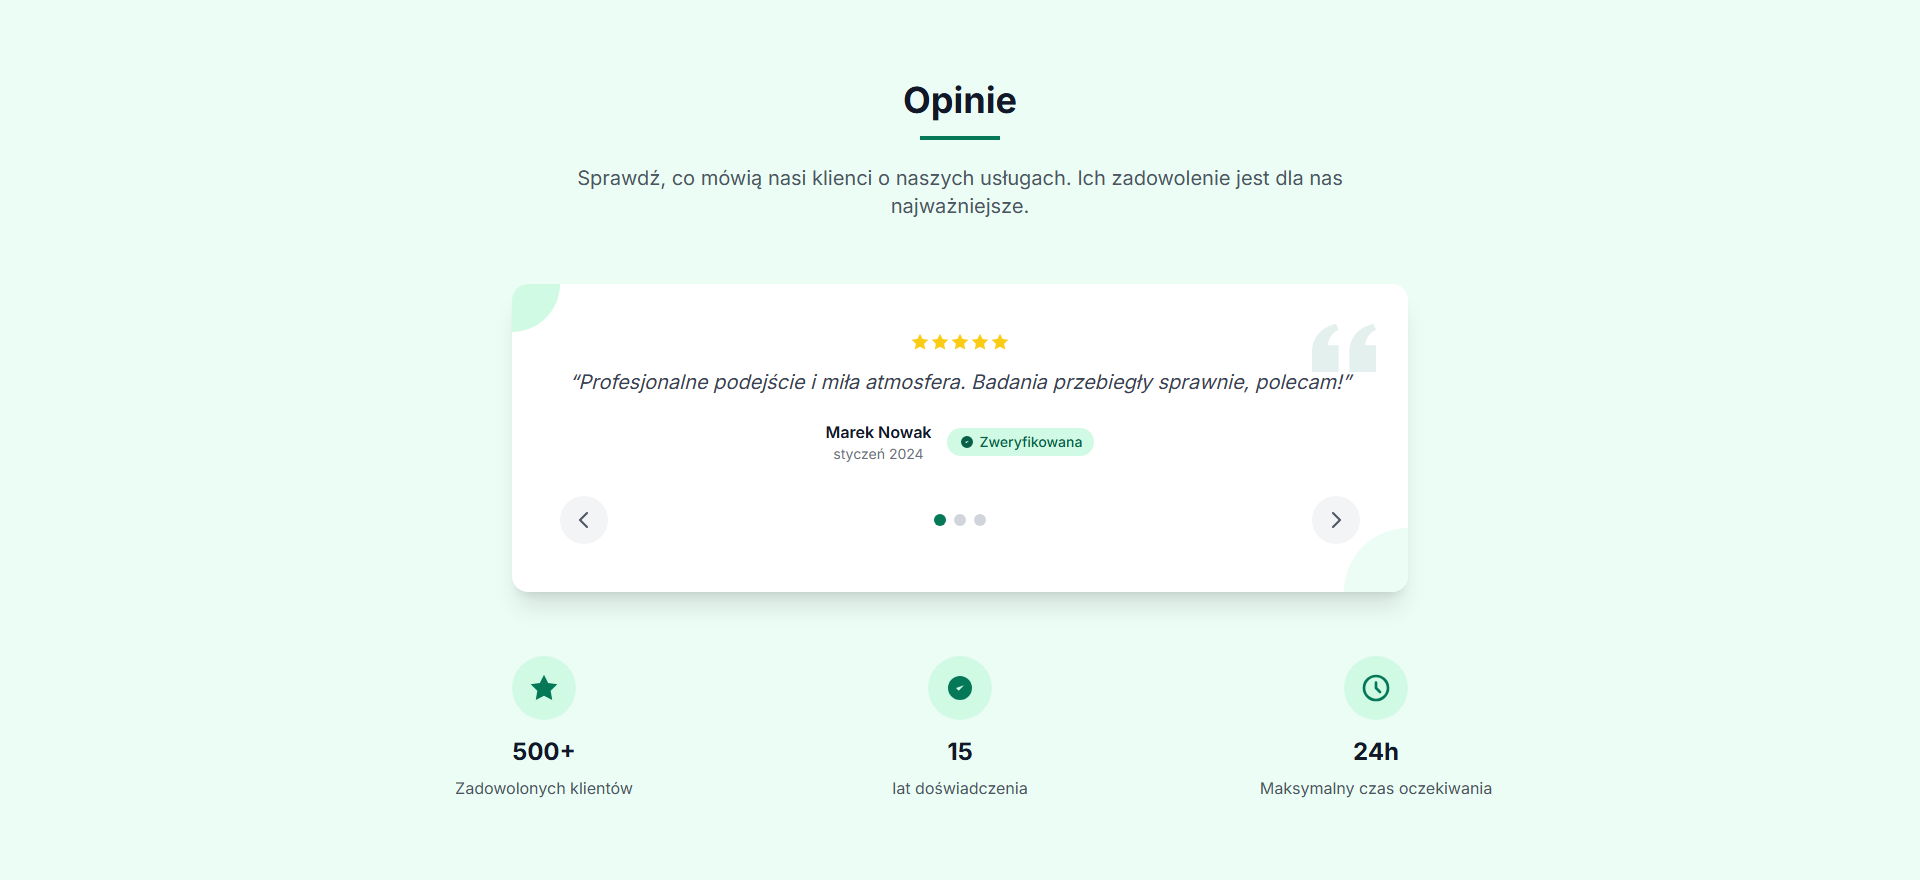 Opinie
Sprawdź, co mówią nasi klienci o naszych usługach. Ich zadowolenie jest dla nas
najważniejsze.
“Profesjonalne podejście i miła atmosfera. Badania przebiegły sprawnie, polecam!”
Marek Nowak
styczeń 2024
Zweryfikowana
500+
Zadowolonych klientów
15
lat doświadczenia
24h
Maksymalny czas oczekiwania